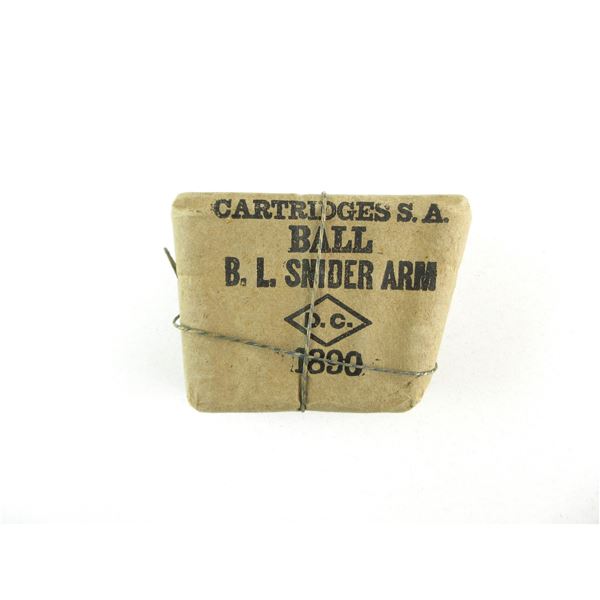 CARTRIDGES S. A.
BALL
B. L. SNIDER ARM
D. C.
1890